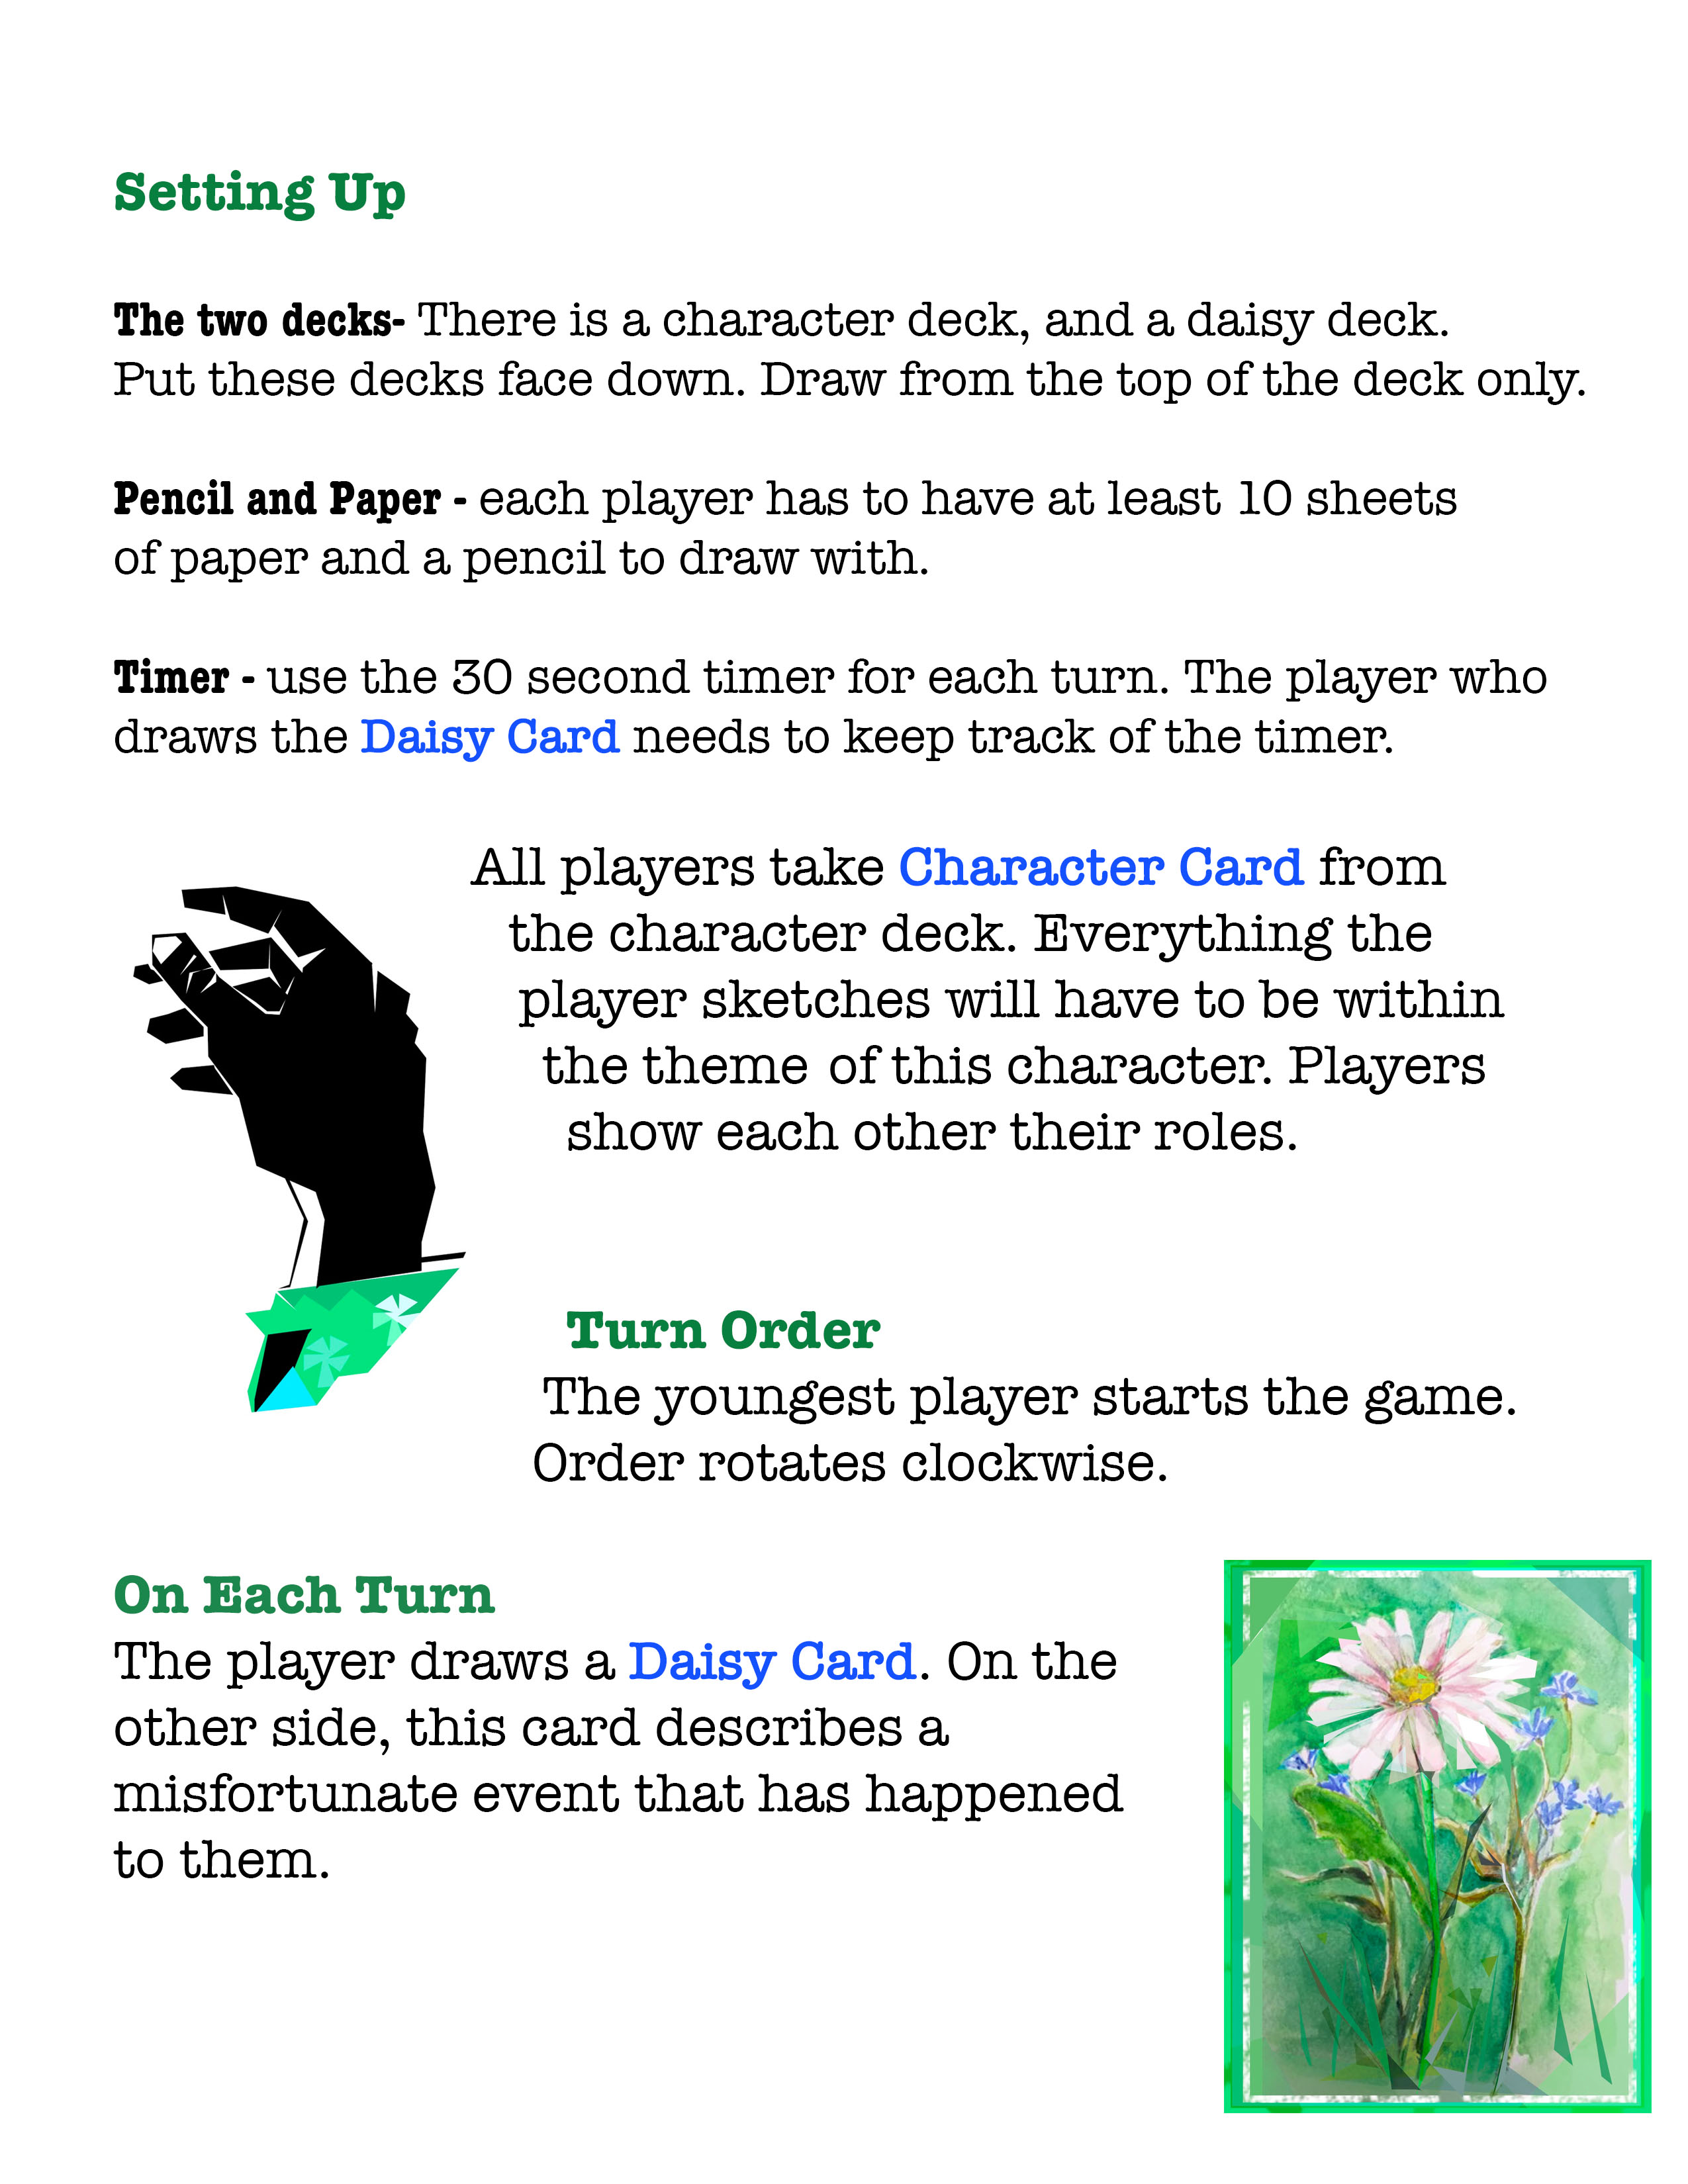 Setting Up
The two decks- There is a character deck, and a daisy deck.
Put these decks face down. Draw from the top of the deck only.
Pencil and Paper - each player has to have at least 10 sheets
of paper and a pencil to draw with.
Timer - use the 30 second timer for each turn. The player who
draws the Daisy Card needs to keep track of the timer.
All players take Character Card from
the character deck. Everything the
player sketches will have to be within
the theme of this character. Players
show each other their roles.
Turn Order
The youngest player starts the game.
Order rotates clockwise.
On Each Turn
The player draws a Daisy Card. On the
other side, this card describes a
misfortunate event that has happened
to them.